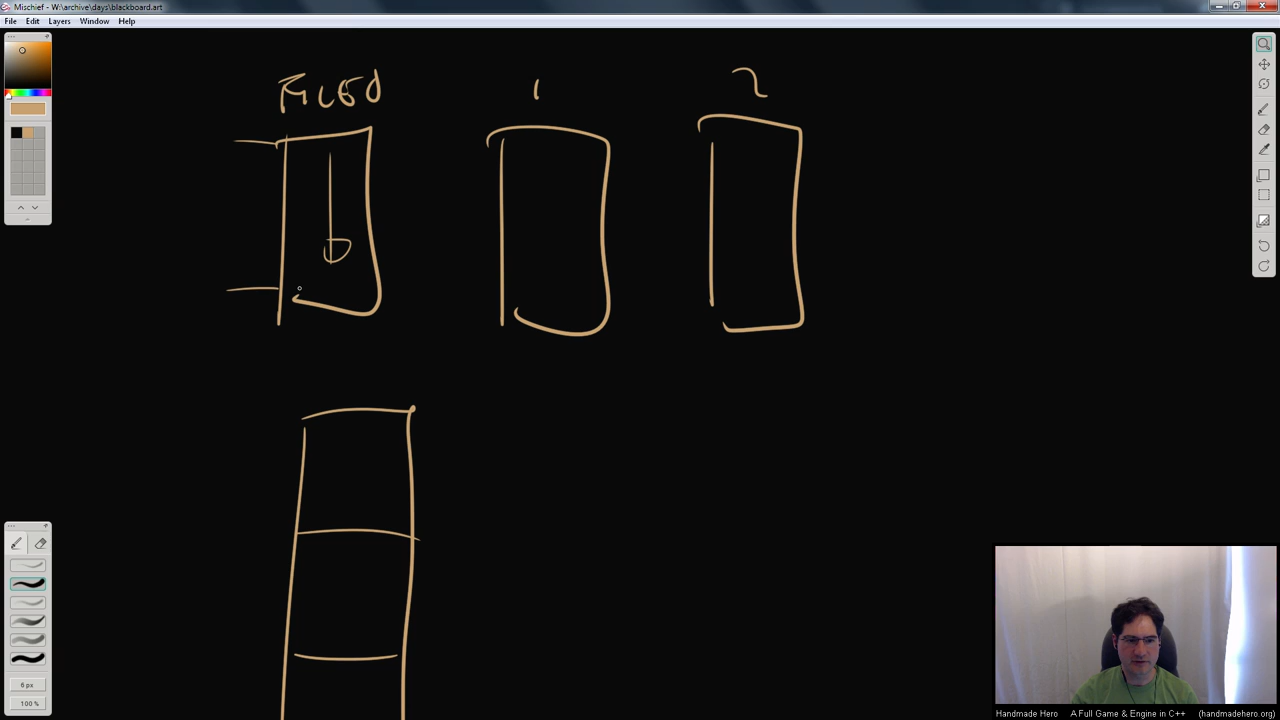 Mischief - W:\archive\days\blackboard.art
File Edit Layers Window Help
FILE0 1 2
6 px
100 %
Handmade Hero A Full Game & Engine in C++ (handmadehero.org)